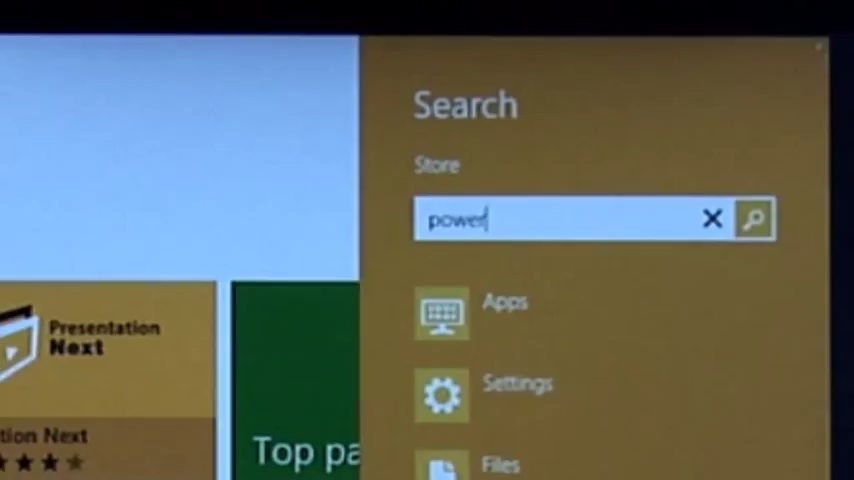 Search
Store
power
Apps
Settings
Files
Presentation
Next
tion Next
Top pa